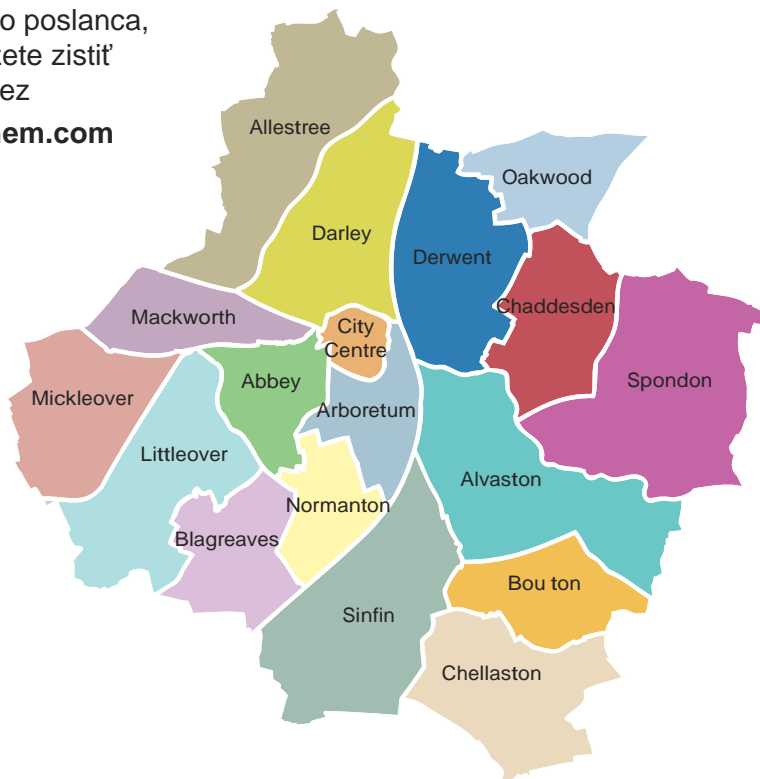 o poslanca,
ete zistiť
ez
em.com
Allestree
Oakwood
Darley
Derwent
Chaddesden
Mackworth
City
Centre
Spondon
Abbey
Mickleover
Arboretum
Littleover
Alvaston
Normanton
Blagreaves
Bou ton
Sinfin
Chellaston